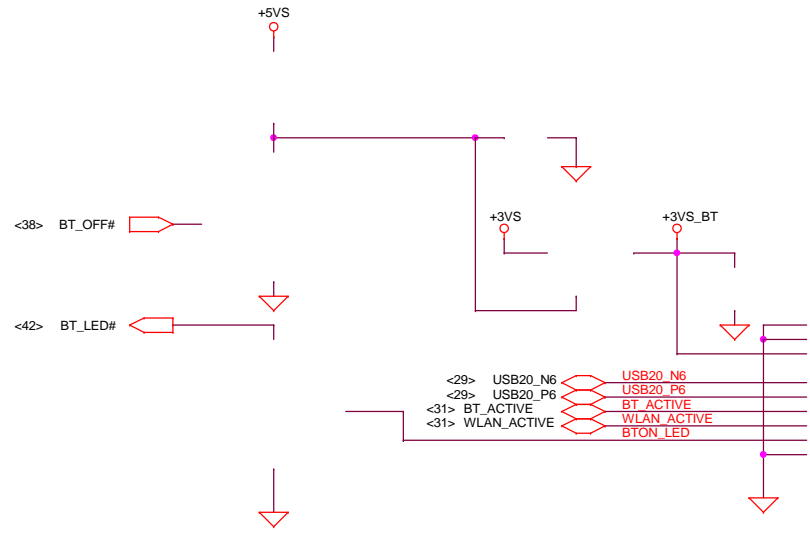 +5VS
<38> BT_OFF#
+3VS +3VS_BT
<42> BT_LED#
<29> USB20_N6 USB20_N6
<29> USB20_P6 USB20_P6
<31> BT_ACTIVE BT_ACTIVE
<31> WLAN_ACTIVE WLAN_ACTIVE
BTON_LED